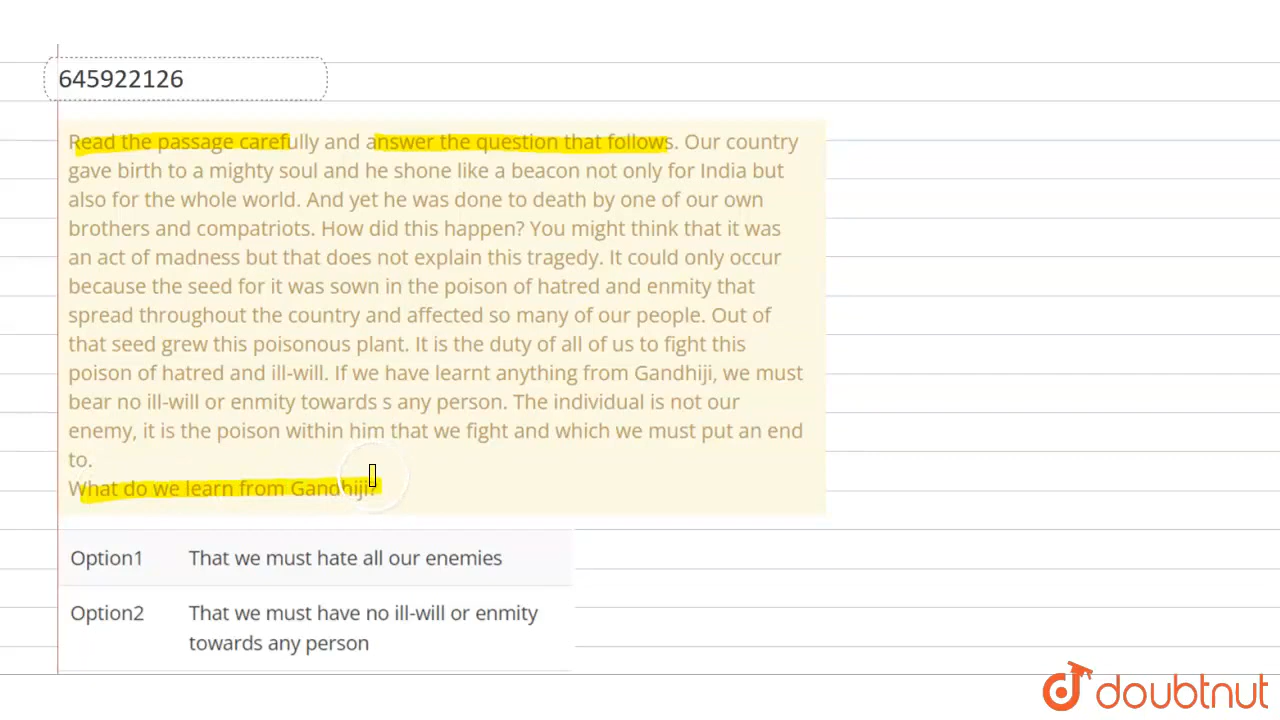 645922126
Read the passage carefully and answer the question that follows. Our country
gave birth to a mighty soul and he shone like a beacon not only for India but
also for the whole world. And yet he was done to death by one of our own
brothers and compatriots. How did this happen? You might think that it was
an act of madness but that does not explain this tragedy. It could only occur
because the seed for it was sown in the poison of hatred and enmity that
spread throughout the country and affected so many of our people. Out of
that seed grew this poisonous plant. It is the duty of all of us to fight this
poison of hatred and ill-will. If we have learnt anything from Gandhiji, we must
bear no ill-will or enmity towards s any person. The individual is not our
enemy, it is the poison within him that we fight and which we must put an end
to.
What do we learn from Gandhiji?
Option1 That we must hate all our enemies
Option2 That we must have no ill-will or enmity
towards any person
doubtnut